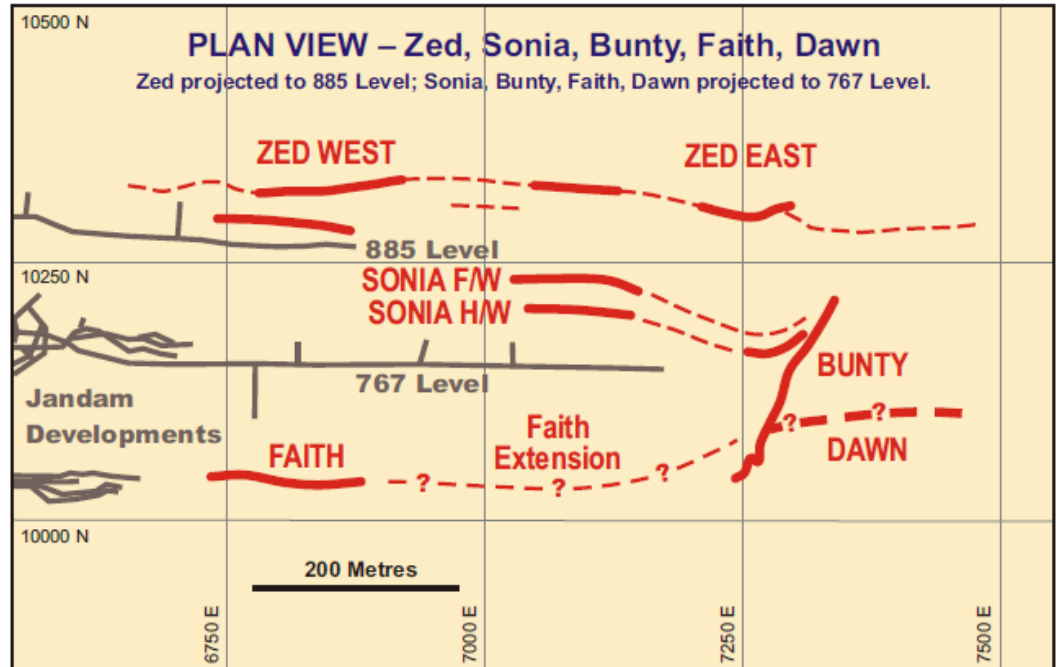 10500 N
PLAN VIEW – Zed, Sonia, Bunty, Faith, Dawn
Zed projected to 885 Level; Sonia, Bunty, Faith, Dawn projected to 767 Level.
ZED WEST
ZED EAST
885 Level
10250 N
SONIA F/W
SONIA H/W
BUNTY
767 Level
Jandam
Developments
Faith
Extension
FAITH
?
?
?
?
?
DAWN
10000 N
200 Metres
6750 E
7000 E
7250 E
7500 E